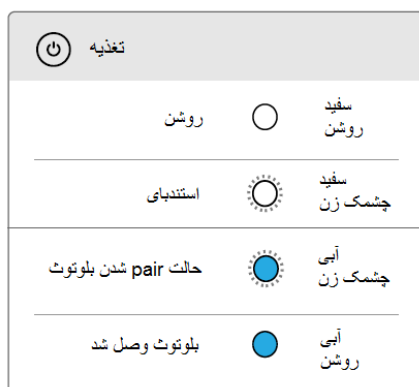 تغذیه
سفید
روشن
روشن
سفید
چشمک زن
استندبای
آبی
چشمک زن
حالت pair شدن بلوتوث
آبی
روشن
بلوتوث وصل شد